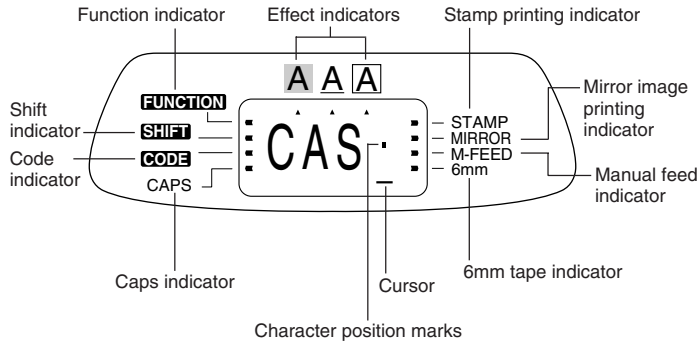 Function indicator
Effect indicators
Stamp printing indicator
A A A
FUNCTION
SHIFT
CODE
CAPS
CAS
STAMP
MIRROR
M-FEED
6mm
Shift
indicator
Code
indicator
Mirror image
printing
indicator
Manual feed
indicator
Caps indicator
Cursor
6mm tape indicator
Character position marks